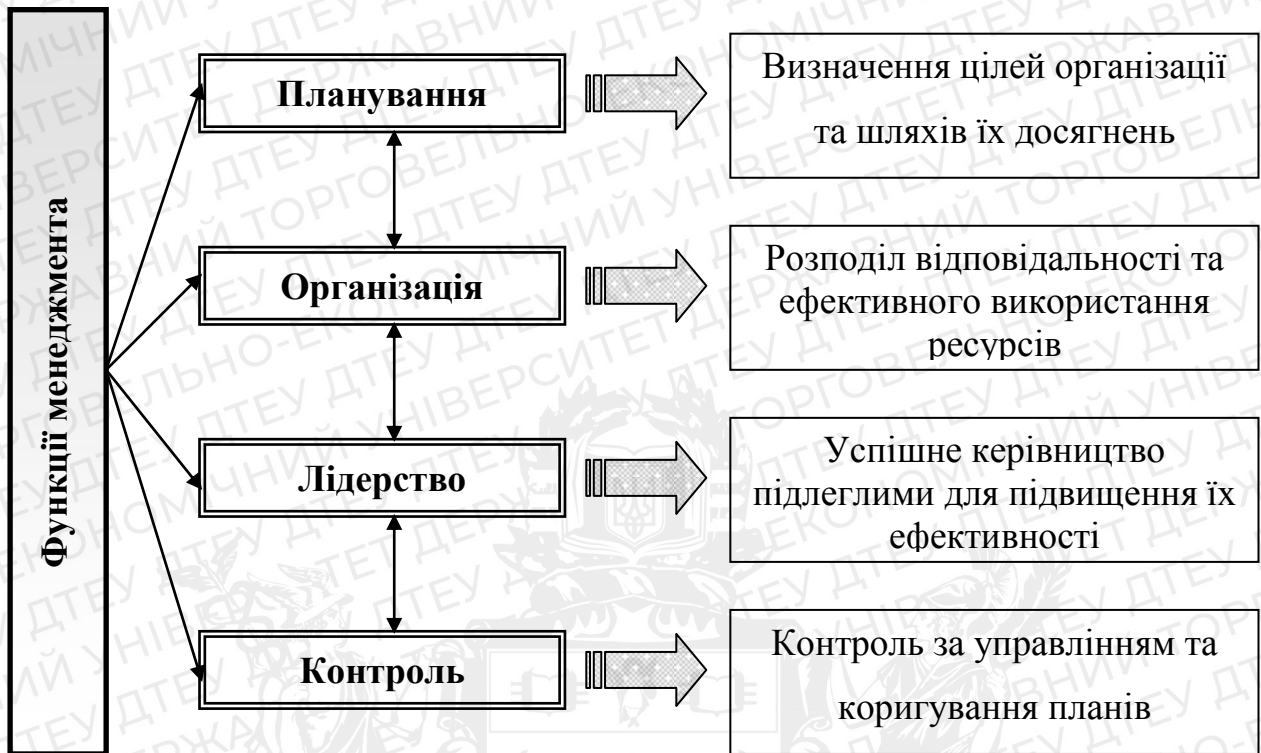 Функції менеджмента
Планування
Визначення цілей організації
та шляхів їх досягнень
Організація
Розподіл відповідальності та
ефективного використання
ресурсів
Лідерство
Успішне керівництво
підлеглими для підвищення їх
ефективності
Контроль
Контроль за управлінням та
коригування планів